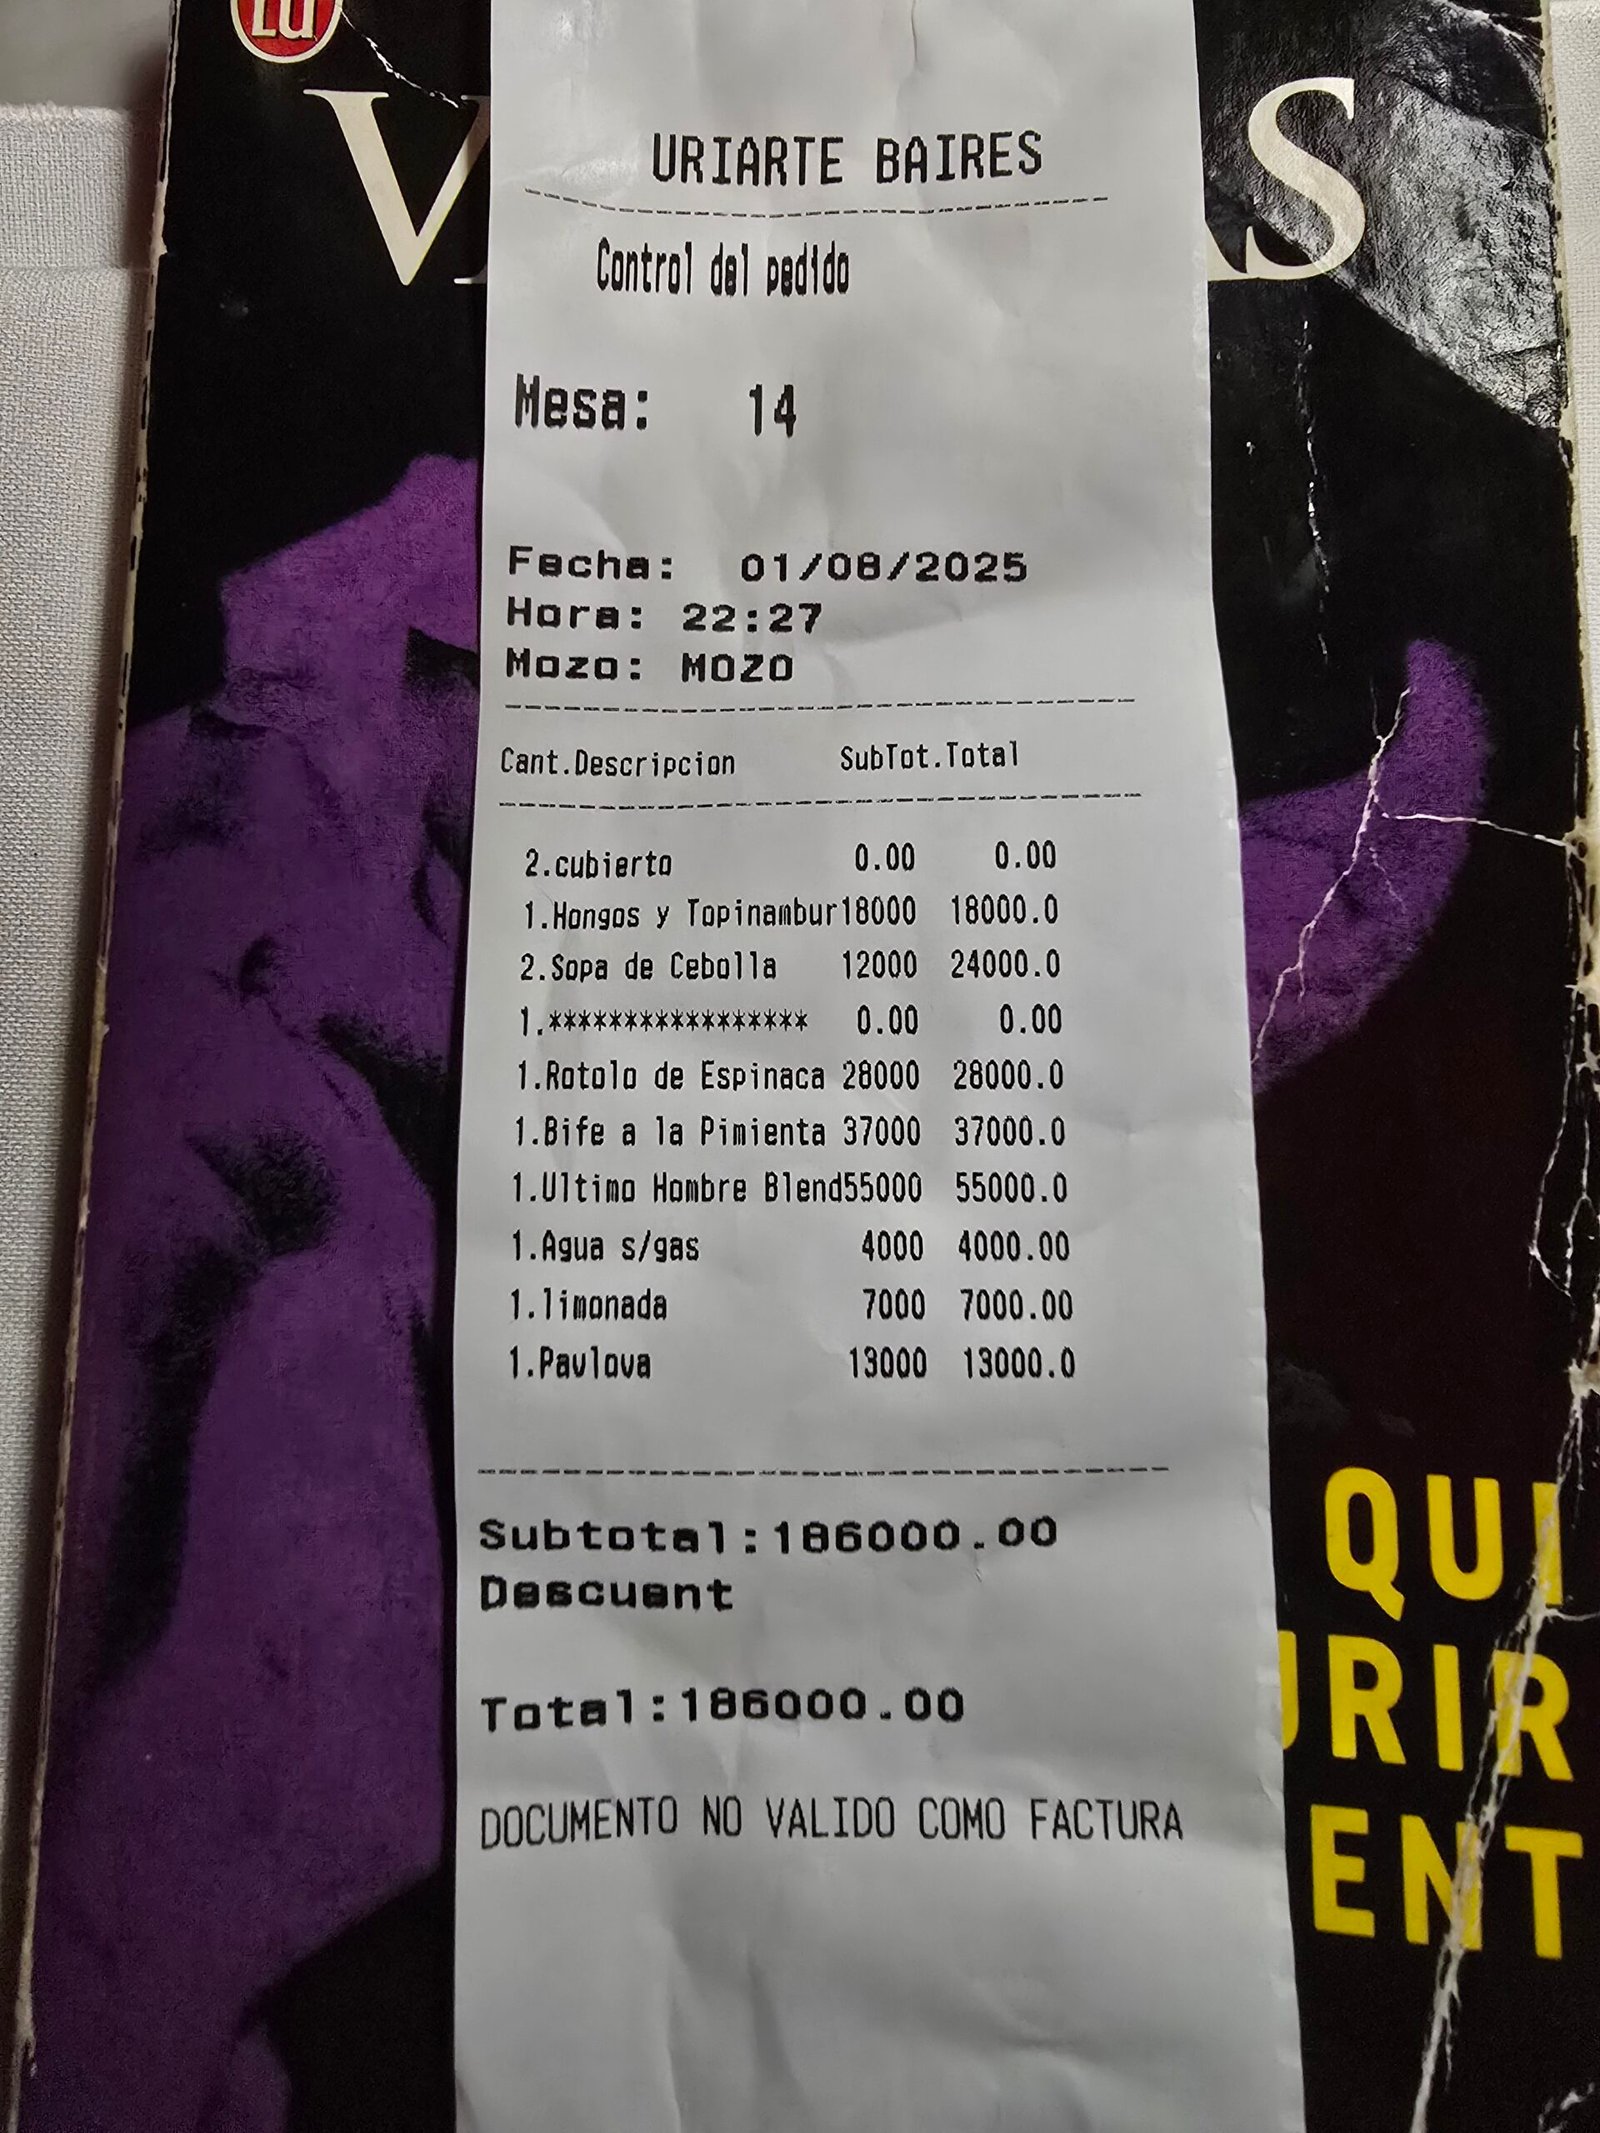 LU
URIARTE BAIRES
Control del pedido
Mesa: 14
Fecha: 01/08/2025
Hora: 22:27
Mozo: MOZO
Cant.Descripcion SubTot.Total
2.cubierto 0.00 0.00
1.Hongos y Topinambur18000 18000.0
2.Sopa de Cebolla 12000 24000.0
1.***************** 0.00 0.00
1.Rotolo de Espinaca 28000 28000.0
1.Bife a la Pimienta 37000 37000.0
1.Ultimo Hombre Blend55000 55000.0
1.Agua s/gas 4000 4000.00
1.limonada 7000 7000.00
1.Pavlova 13000 13000.0
Subtotal:186000.00
Descuent
Total:186000.00
DOCUMENTO NO VALIDO COMO FACTURA
QUI
URIR
ENT